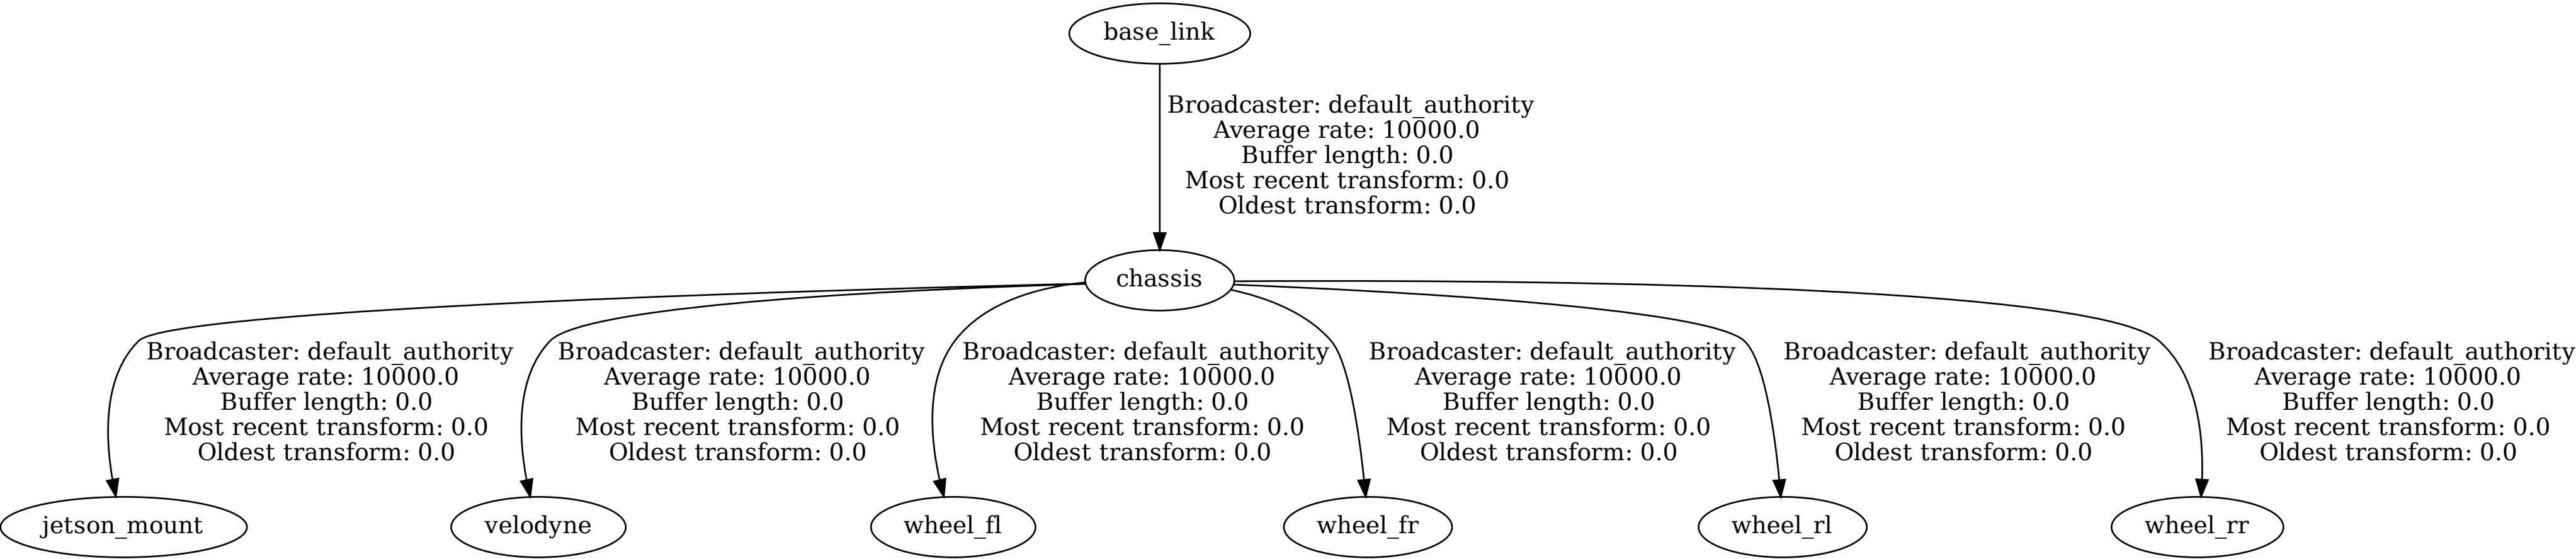 base_link
Broadcaster: default_authority
Average rate: 10000.0
Buffer length: 0.0
Most recent transform: 0.0
Oldest transform: 0.0
chassis
Broadcaster: default_authority
Average rate: 10000.0
Buffer length: 0.0
Most recent transform: 0.0
Oldest transform: 0.0
Broadcaster: default_authority
Average rate: 10000.0
Buffer length: 0.0
Most recent transform: 0.0
Oldest transform: 0.0
Broadcaster: default_authority
Average rate: 10000.0
Buffer length: 0.0
Most recent transform: 0.0
Oldest transform: 0.0
Broadcaster: default_authority
Average rate: 10000.0
Buffer length: 0.0
Most recent transform: 0.0
Oldest transform: 0.0
Broadcaster: default_authority
Average rate: 10000.0
Buffer length: 0.0
Most recent transform: 0.0
Oldest transform: 0.0
Broadcaster: default_authority
Average rate: 10000.0
Buffer length: 0.0
Most recent transform: 0.0
Oldest transform: 0.0
jetson_mount
velodyne
wheel_fl
wheel_fr
wheel_rl
wheel_rr